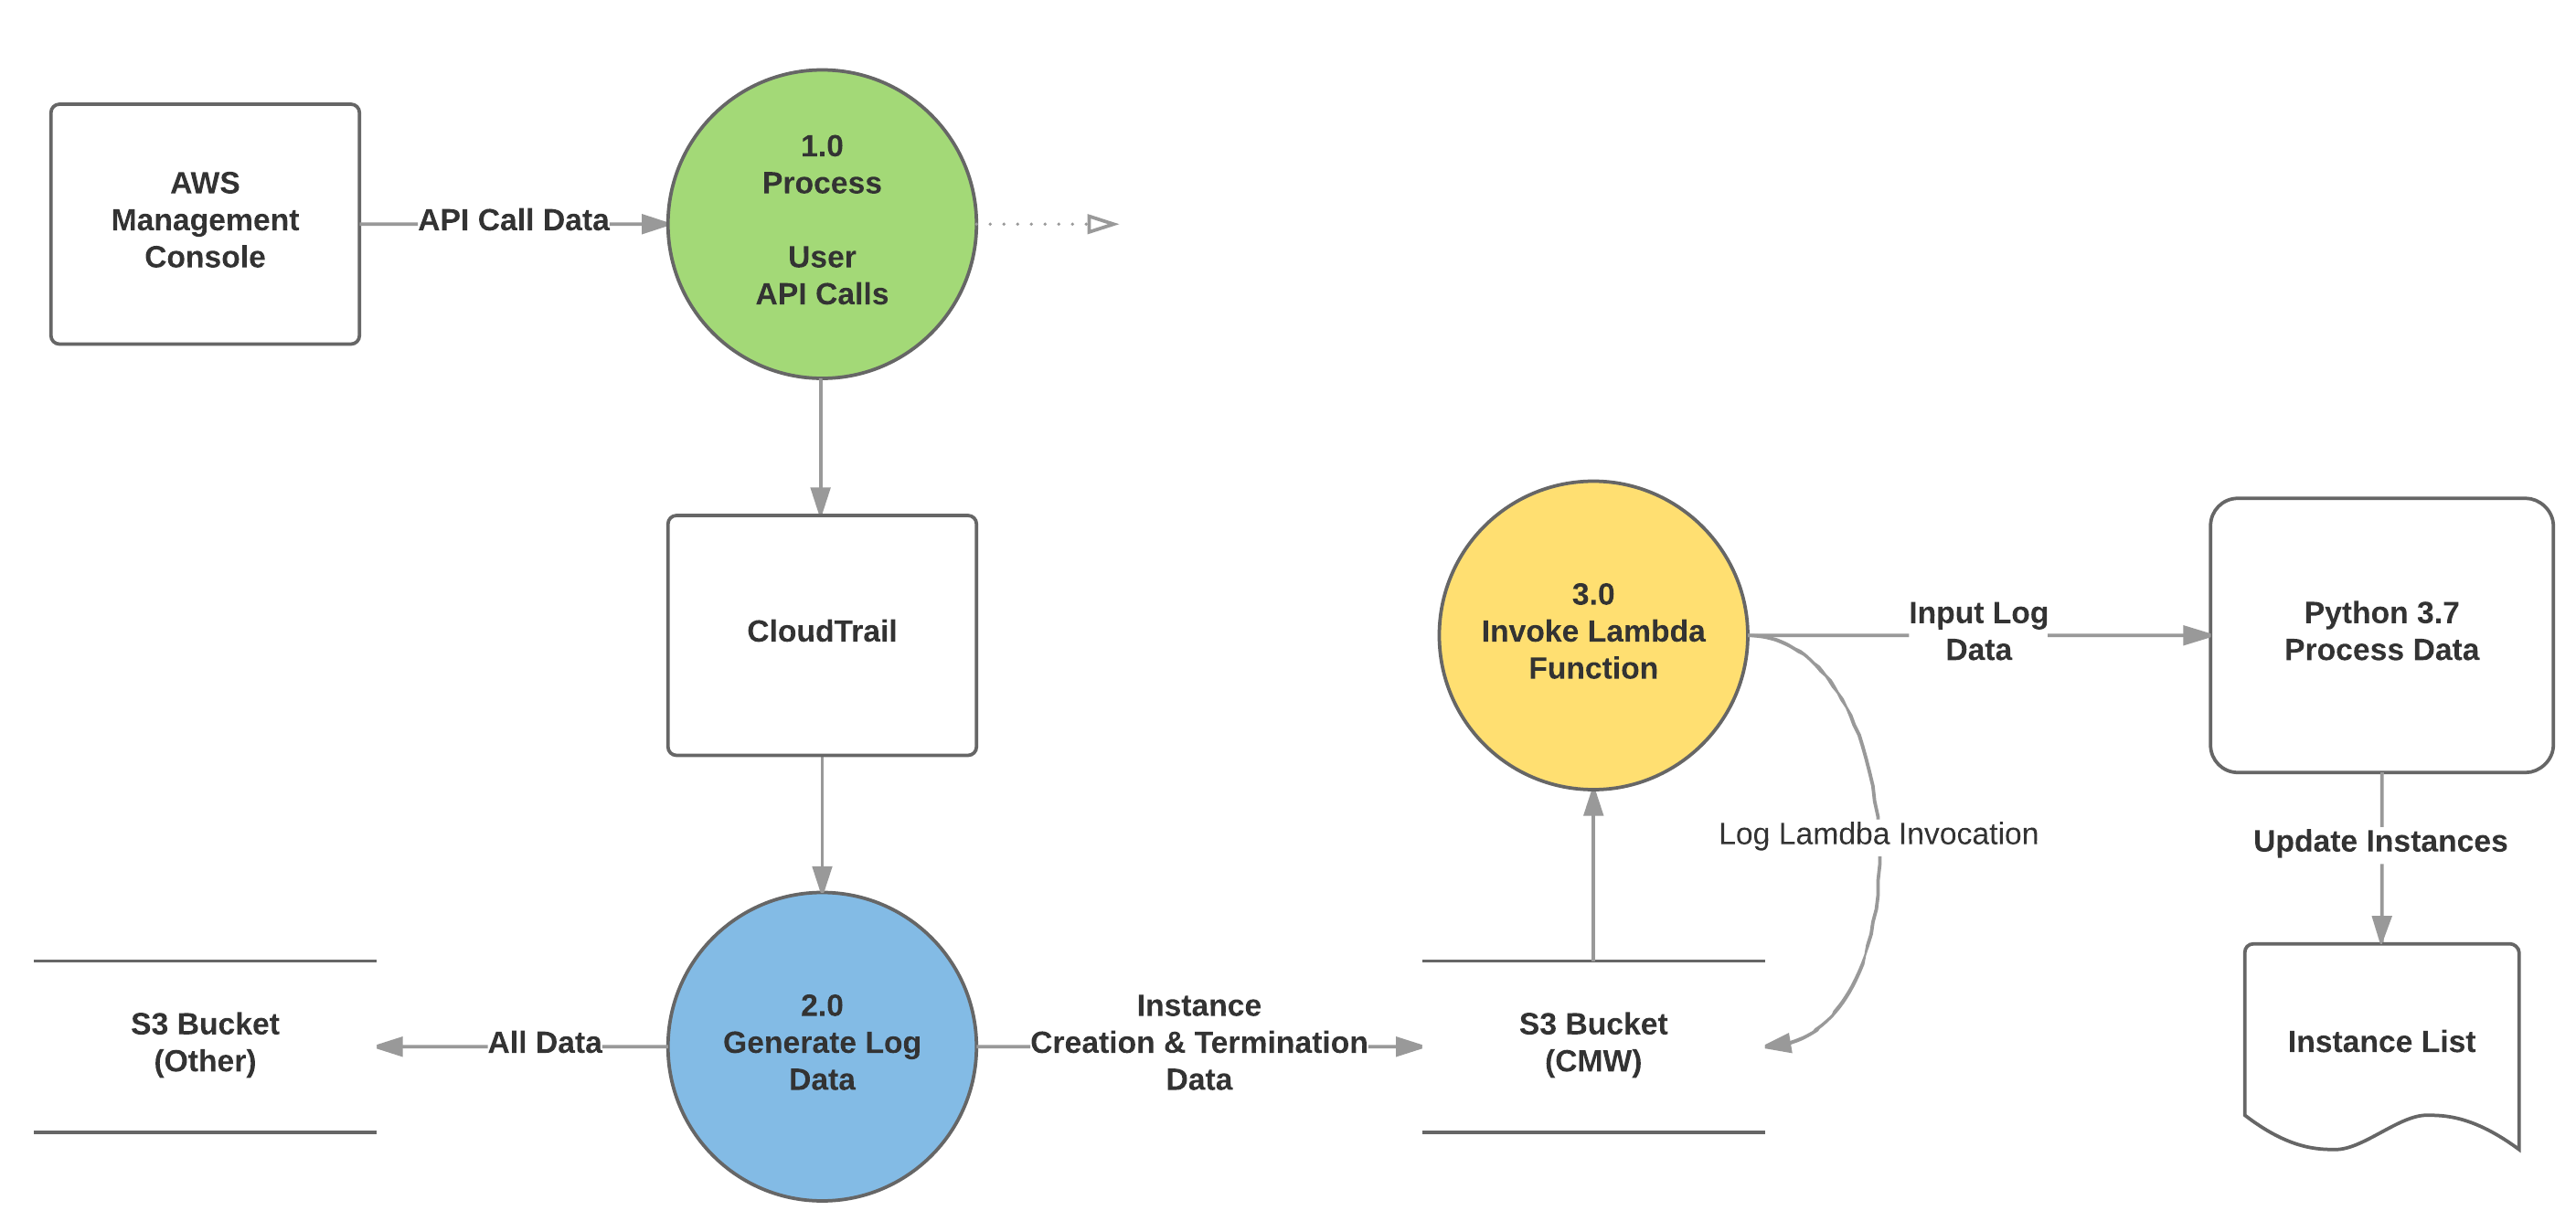 AWS
Management
Console
API Call Data
1.0
Process
User
API Calls
CloudTrail
3.0
Invoke Lambda
Function
Input Log
Data
Python 3.7
Process Data
Log Lamdba Invocation
Update Instances
S3 Bucket
(Other)
All Data
2.0
Generate Log
Data
Instance
Creation & Termination
Data
S3 Bucket
(CMW)
Instance List